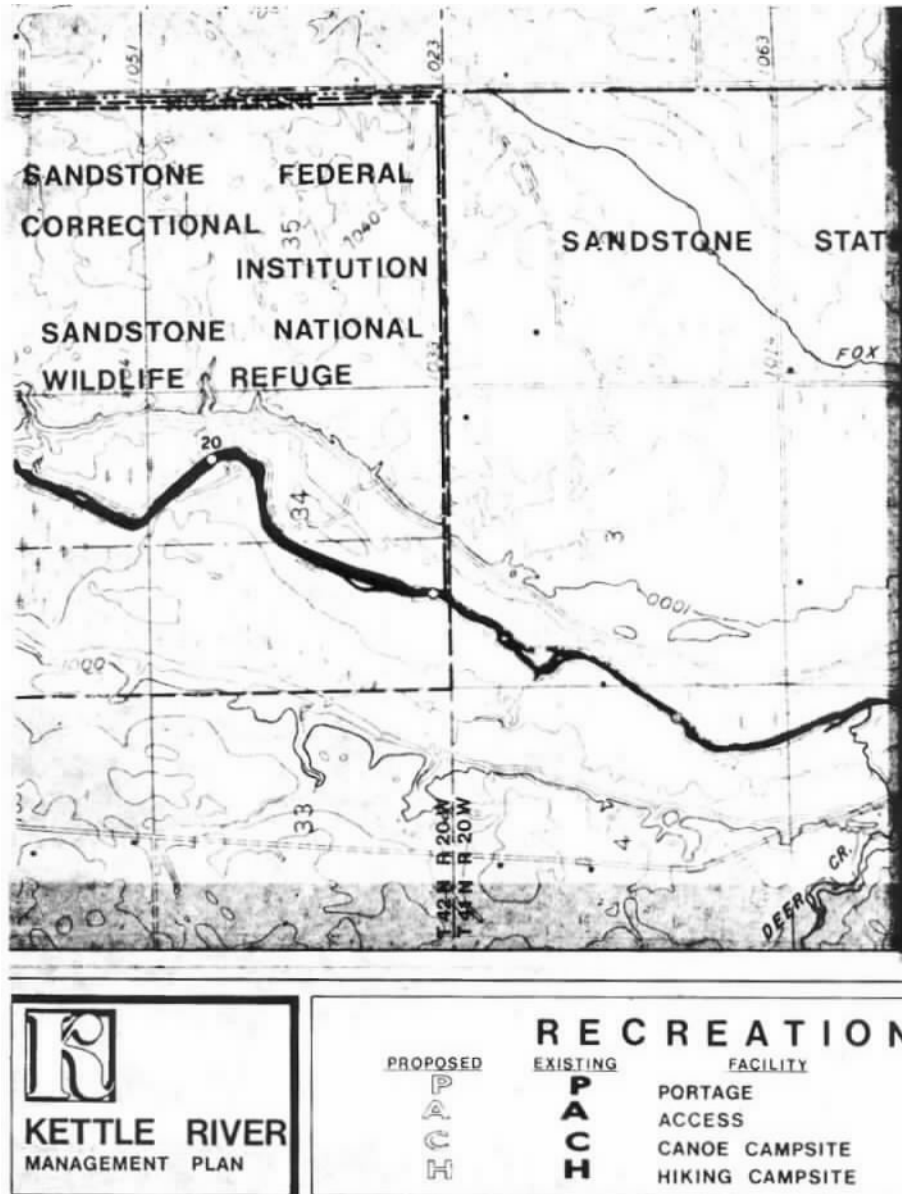 1051
1023
1063
SANDSTONE FEDERAL
CORRECTIONAL
35
1040
INSTITUTION
SANDSTONE STAT
SANDSTONE NATIONAL
WILDLIFE REFUGE
FOX
20
34
3
1000
1000
33
4
T 42 N R 20 W
T 41 N R 20 W
DEER CR.
KETTLE RIVER
MANAGEMENT PLAN
RECREATION
PROPOSED EXISTING FACILITY
P P PORTAGE
A A ACCESS
C C CANOE CAMPSITE
H H HIKING CAMPSITE